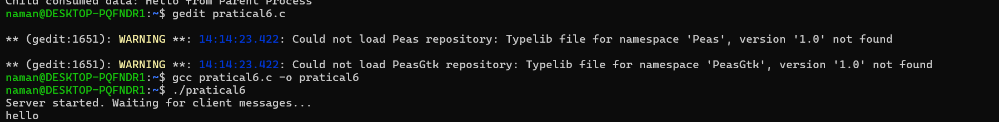 Child consumed data: Hello from Parent Process
naman@DESKTOP-PQFNDR1:~$ gedit pratical6.c
** (gedit:1651): WARNING **: 14:14:23.422: Could not load Peas repository: Typelib file for namespace 'Peas', version '1.0' not found
** (gedit:1651): WARNING **: 14:14:23.422: Could not load PeasGtk repository: Typelib file for namespace 'PeasGtk', version '1.0' not found
naman@DESKTOP-PQFNDR1:~$ gcc pratical6.c -o pratical6
naman@DESKTOP-PQFNDR1:~$ ./pratical6
Server started. Waiting for client messages...
hello